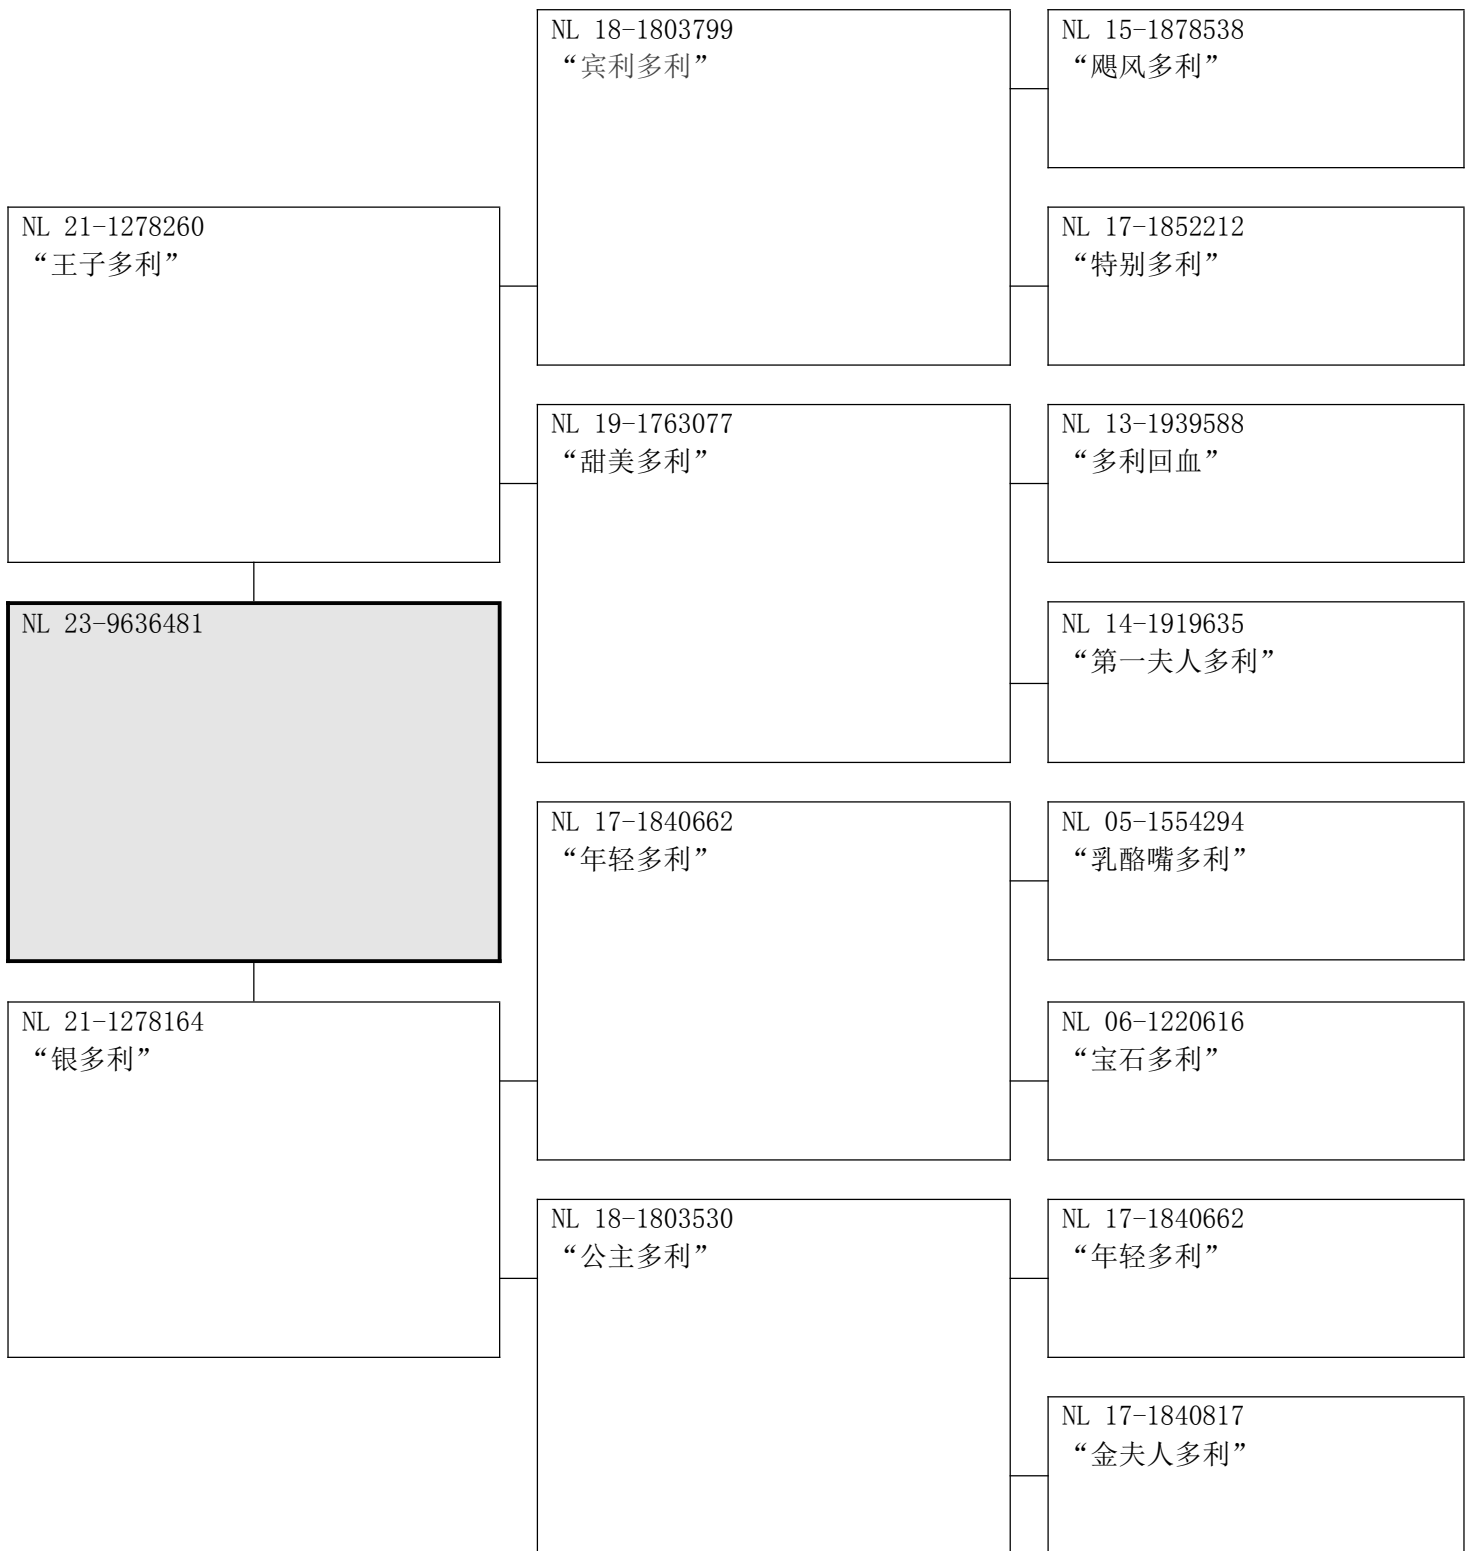 NL 18-1803799
“宾利多利”
NL 15-1878538
“飓风多利”
NL 21-1278260
“王子多利”
NL 17-1852212
“特别多利”
NL 19-1763077
“甜美多利”
NL 13-1939588
“多利回血”
NL 23-9636481
NL 14-1919635
“第一夫人多利”
NL 17-1840662
“年轻多利”
NL 05-1554294
“乳酪嘴多利”
NL 21-1278164
“银多利”
NL 06-1220616
“宝石多利”
NL 18-1803530
“公主多利”
NL 17-1840662
“年轻多利”
NL 17-1840817
“金夫人多利”